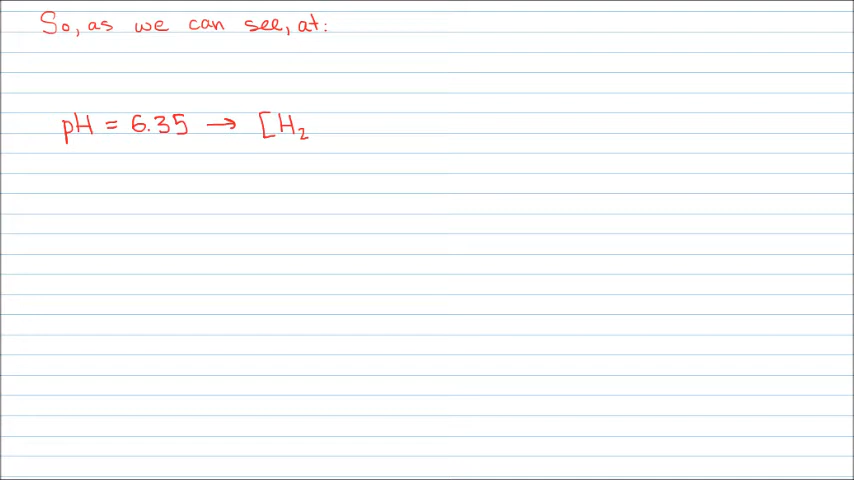 So, as we can see, at:
pH = 6.35 → [H₂